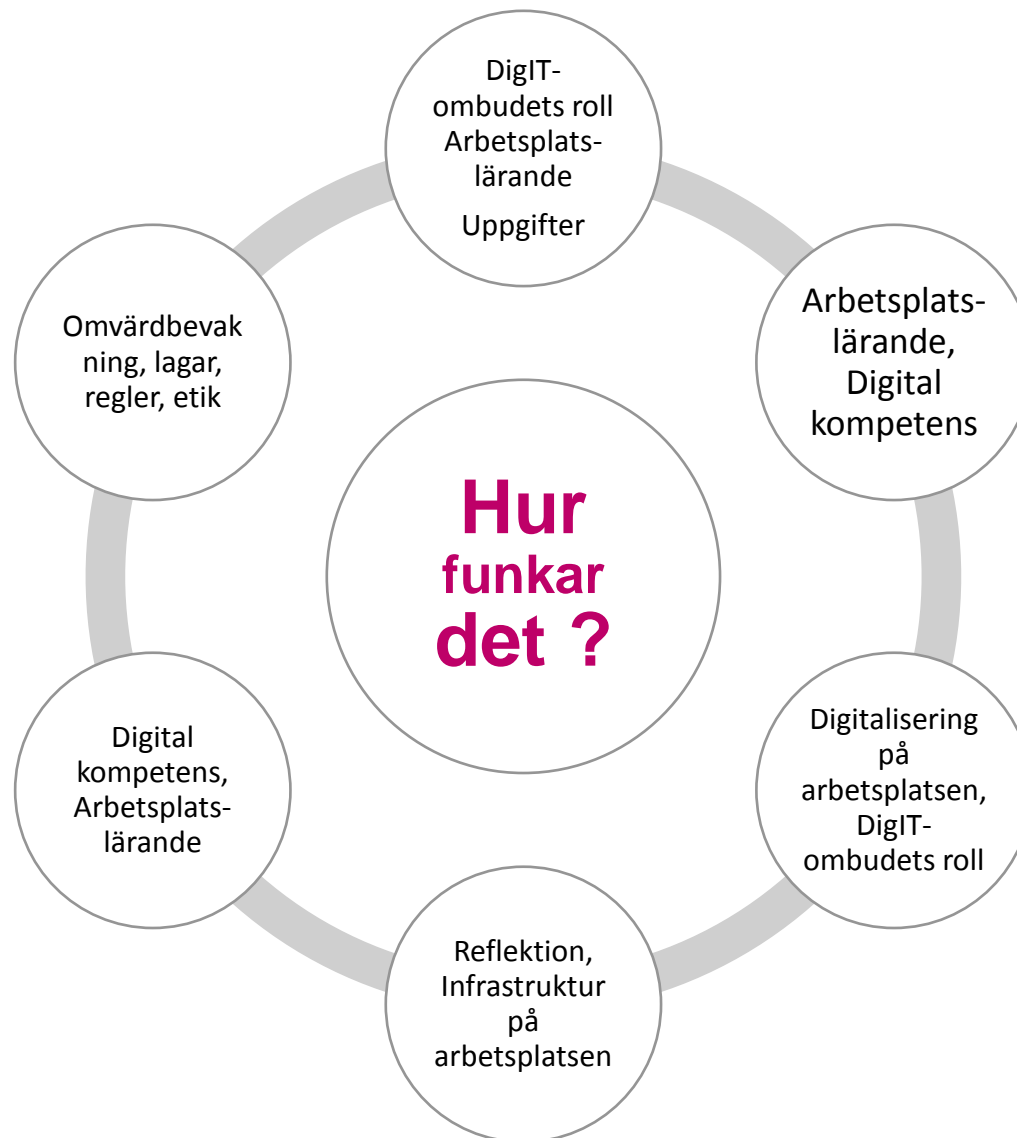 DigIT-
ombudets roll
Arbetsplats-
lärande
Uppgifter
Arbetsplats-
lärande,
Digital
kompetens
Digitalisering
på
arbetsplatsen,
DigIT-
ombudets roll
Reflektion,
Infrastruktur
på
arbetsplatsen
Digital
kompetens,
Arbetsplats-
lärande
Omvärdbevak
ning, lagar,
regler, etik
Hur
funkar
det ?